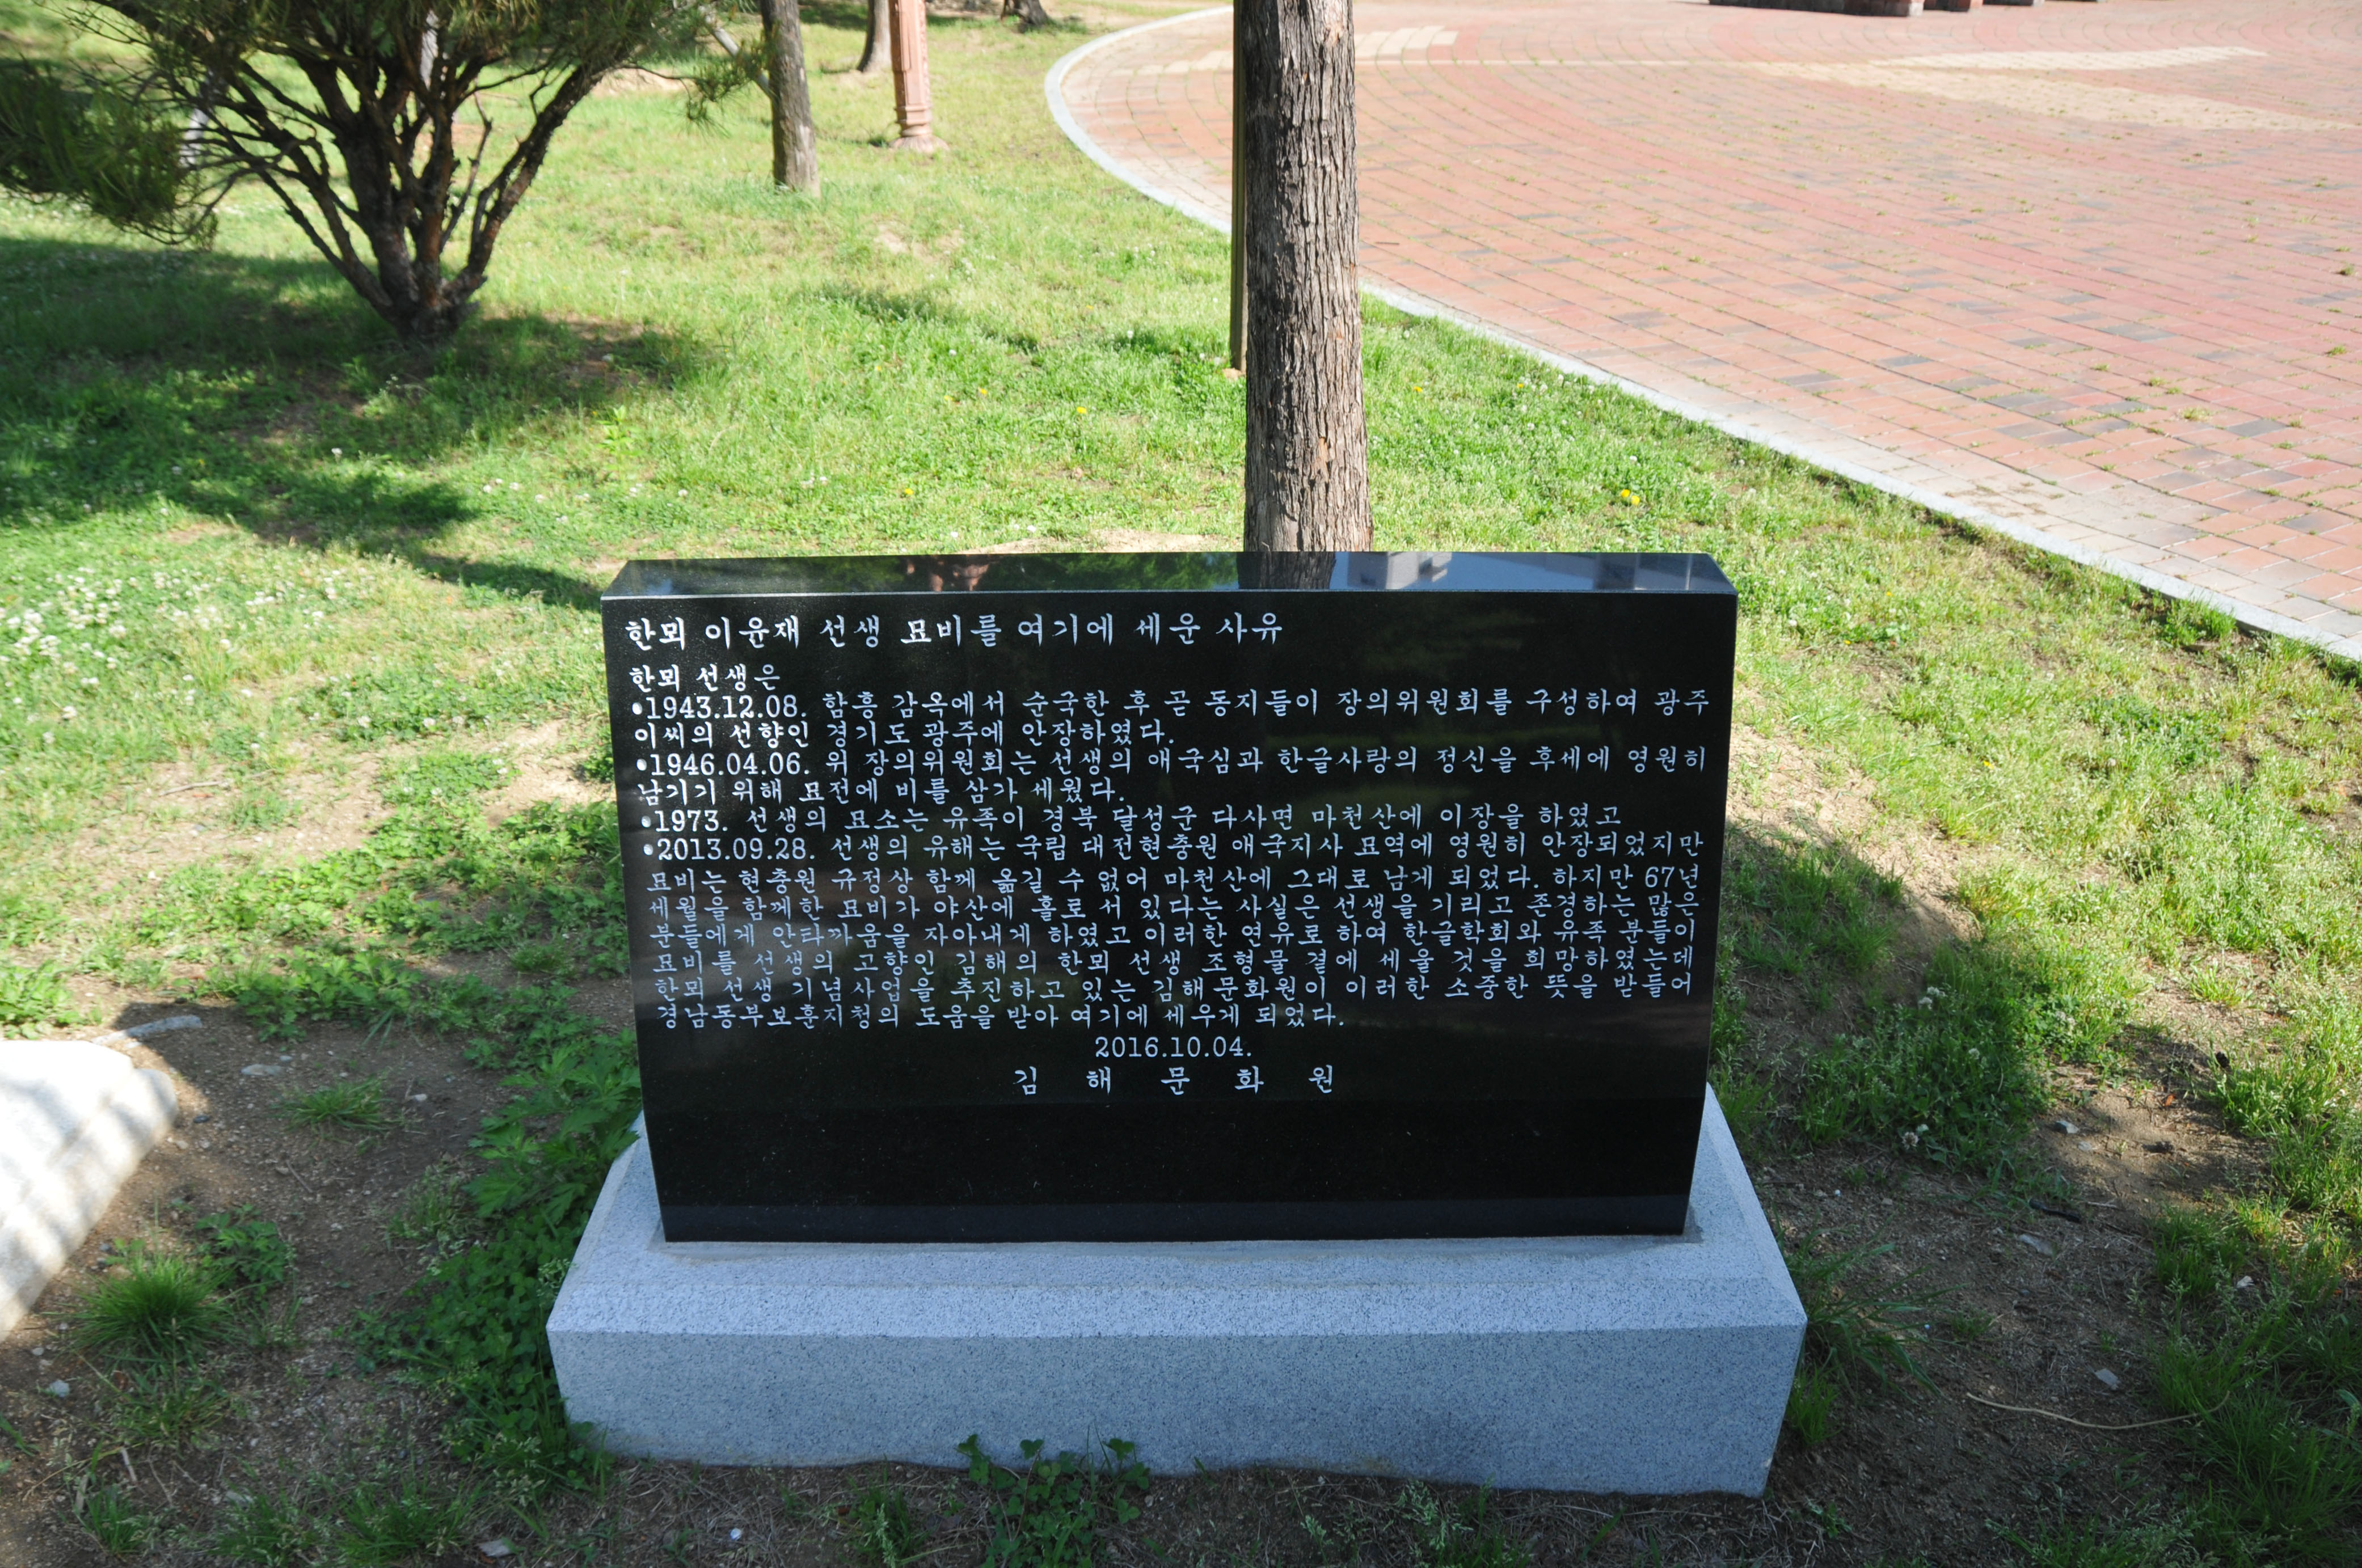 한뫼 이윤재 선생 묘비를 여기에 세운 사유
한뫼 선생은
•1943.12.08. 함흥 감옥에서 순국한 후 곧 동지들이 장의위원회를 구성하여 광주
이씨의 선향인 경기도광주에 안장하였다.
•1946.04.06. 위 장의위원회는 선생의 애국심과 한글사랑의 정신을 후세에 영원히
남기기 위해 묘전에 비를 삼가 세웠다.
•1973. 선생의 묘소는 유족이 경북 달성군 다사면 마천산에 이장을 하였고
•2013.09.28. 선생의 유해는 국립 대전현충원 애국지사 묘역에 영원히 안장되었지만
묘비는 현충원 규정상 함께 옮길 수 없어 마천산에 그대로 남게 되었다. 하지만 67년
세월을 함께한 묘비가 야산에 홀로 서 있다는 사실은 선생을 기리고 존경하는 많은
분들에게 안타까움을 자아내게 하였고 이러한 연유로 하여 한글학회와 유족 분들이
묘비를 선생의 고향인 김해의 한뫼 선생 조형물 곁에 세울 것을 희망하였는데
한뫼 선생 기념사업을 추진하고 있는 김해문화원이 이러한 소중한 뜻을 받들어
경남동부보훈지청의 도움을 받아 여기에 세우게 되었다.
2016.10.04.
김 해 문 화 원